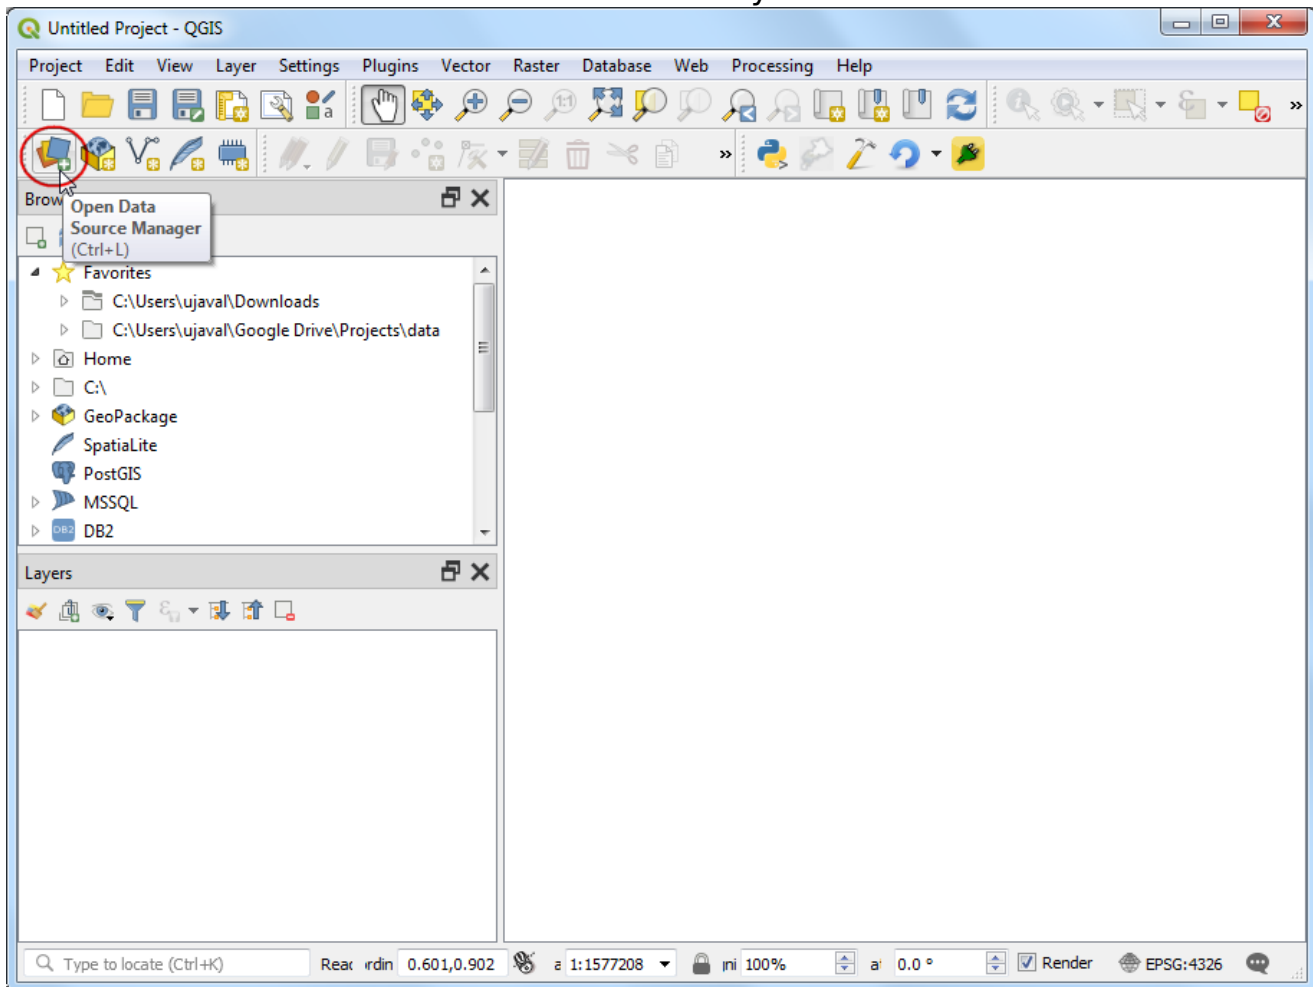 Untitled Project - QGIS
Project Edit View Layer Settings Plugins Vector Raster Database Web Processing Help
Open Data
Source Manager
(Ctrl+L)
Favorites
C:\Users\ujaval\Downloads
C:\Users\ujaval\Google Drive\Projects\data
Home
C:\
GeoPackage
SpatiaLite
PostGIS
MSSQL
DB2 DB2
Layers
Type to locate (Ctrl+K) 0.601,0.902 1:1577208 100% 0.0 ° Render EPSG:4326